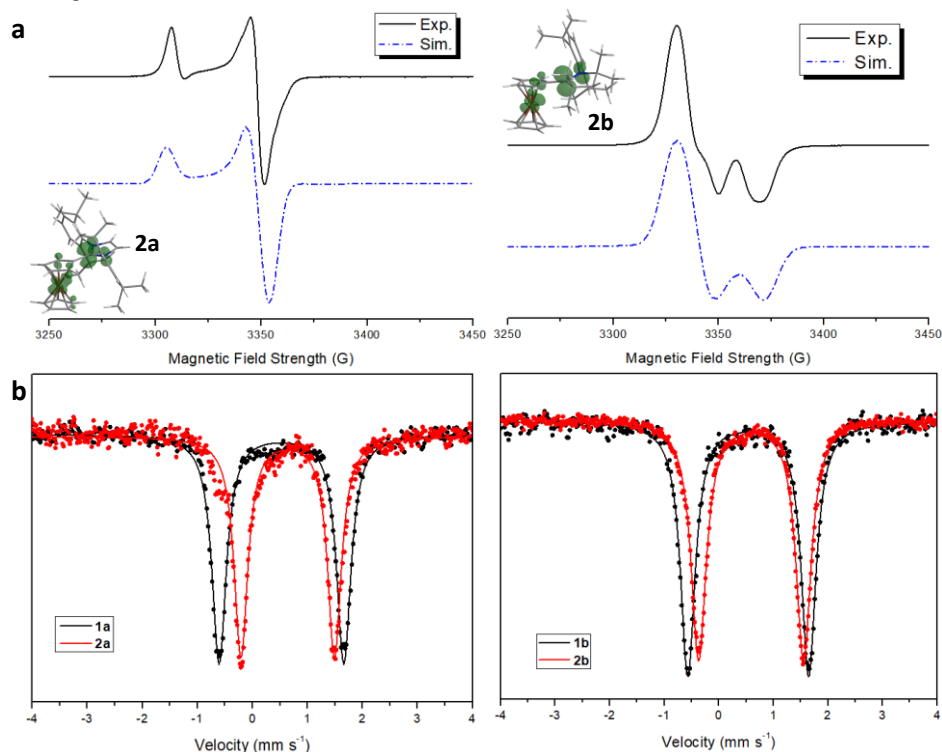 a
Exp.
Sim.
2a
3250 3300 3350 3400 3450
Magnetic Field Strength (G)
2b
Exp.
Sim.
3250 3300 3350 3400 3450
Magnetic Field Strength (G)
b
1a
2a
-4 -3 -2 -1 0 1 2 3 4
Velocity (mm s⁻¹)
1b
2b
-4 -3 -2 -1 0 1 2 3 4
Velocity (mm s⁻¹)